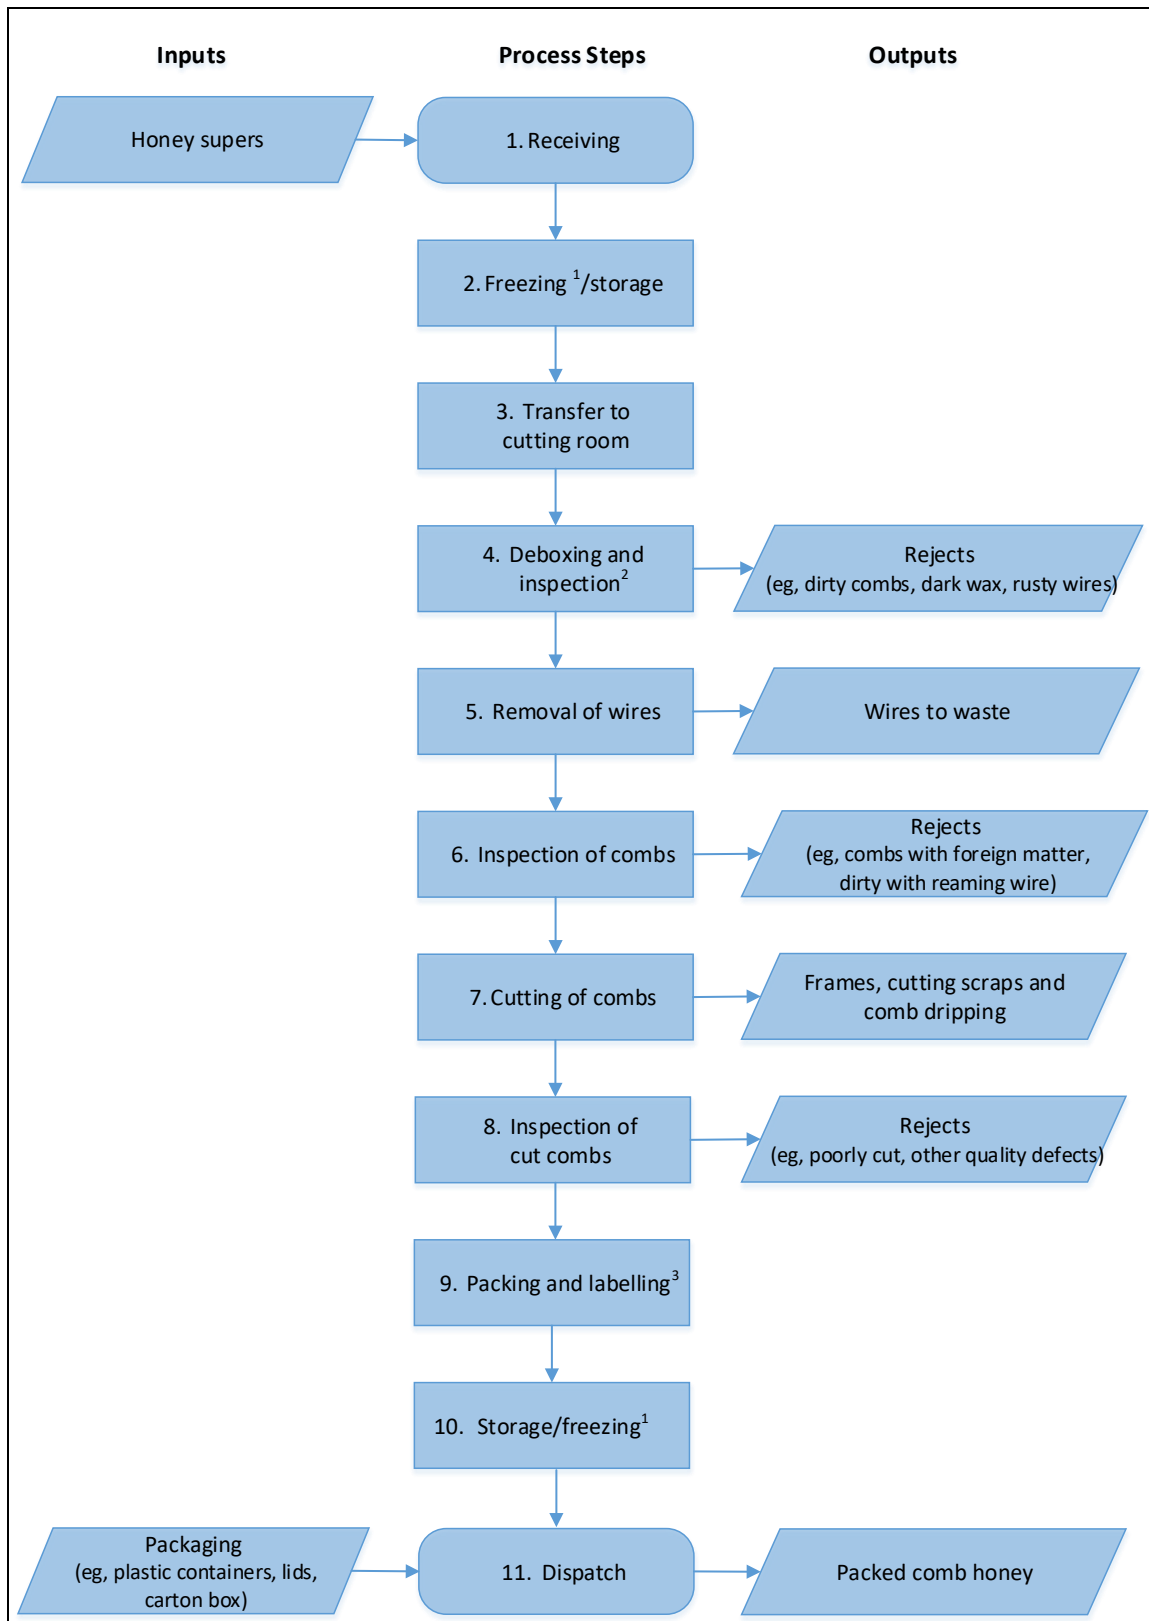 Inputs
Process Steps
Outputs
Honey supers
1. Receiving
2. Freezing ¹/storage
3. Transfer to
cutting room
4. Deboxing and
inspection²
Rejects
(eg, dirty combs, dark wax, rusty wires)
5. Removal of wires
Wires to waste
6. Inspection of combs
Rejects
(eg, combs with foreign matter,
dirty with reaming wire)
7. Cutting of combs
Frames, cutting scraps and
comb dripping
8. Inspection of
cut combs
Rejects
(eg, poorly cut, other quality defects)
9. Packing and labelling³
10. Storage/freezing¹
Packaging
(eg, plastic containers, lids,
carton box)
11. Dispatch
Packed comb honey